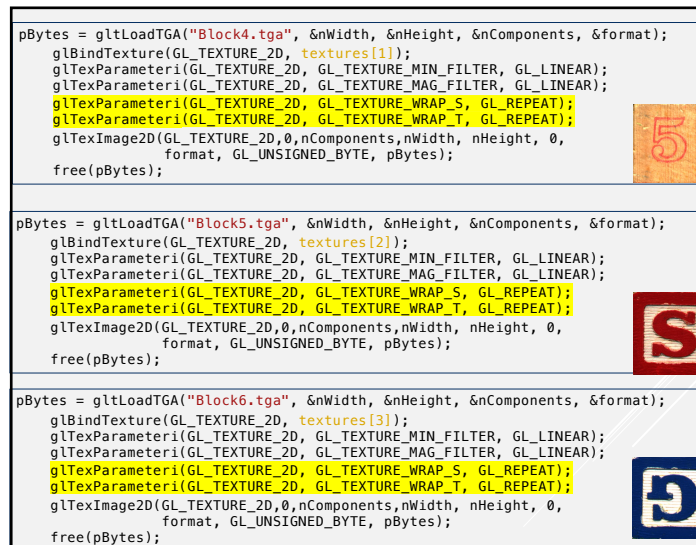 pBytes = gltLoadTGA("Block4.tga", &nWidth, &nHeight, &nComponents, &format);
glBindTexture(GL_TEXTURE_2D, textures[1]);
glTexParameteri(GL_TEXTURE_2D, GL_TEXTURE_MIN_FILTER, GL_LINEAR);
glTexParameteri(GL_TEXTURE_2D, GL_TEXTURE_MAG_FILTER, GL_LINEAR);
glTexParameteri(GL_TEXTURE_2D, GL_TEXTURE_WRAP_S, GL_REPEAT);
glTexParameteri(GL_TEXTURE_2D, GL_TEXTURE_WRAP_T, GL_REPEAT);
glTexImage2D(GL_TEXTURE_2D,0,nComponents,nWidth, nHeight, 0,
format, GL_UNSIGNED_BYTE, pBytes);
free(pBytes);
5
pBytes = gltLoadTGA("Block5.tga", &nWidth, &nHeight, &nComponents, &format);
glBindTexture(GL_TEXTURE_2D, textures[2]);
glTexParameteri(GL_TEXTURE_2D, GL_TEXTURE_MIN_FILTER, GL_LINEAR);
glTexParameteri(GL_TEXTURE_2D, GL_TEXTURE_MAG_FILTER, GL_LINEAR);
glTexParameteri(GL_TEXTURE_2D, GL_TEXTURE_WRAP_S, GL_REPEAT);
glTexParameteri(GL_TEXTURE_2D, GL_TEXTURE_WRAP_T, GL_REPEAT);
glTexImage2D(GL_TEXTURE_2D,0,nComponents,nWidth, nHeight, 0,
format, GL_UNSIGNED_BYTE, pBytes);
free(pBytes);
S
pBytes = gltLoadTGA("Block6.tga", &nWidth, &nHeight, &nComponents, &format);
glBindTexture(GL_TEXTURE_2D, textures[3]);
glTexParameteri(GL_TEXTURE_2D, GL_TEXTURE_MIN_FILTER, GL_LINEAR);
glTexParameteri(GL_TEXTURE_2D, GL_TEXTURE_MAG_FILTER, GL_LINEAR);
glTexParameteri(GL_TEXTURE_2D, GL_TEXTURE_WRAP_S, GL_REPEAT);
glTexParameteri(GL_TEXTURE_2D, GL_TEXTURE_WRAP_T, GL_REPEAT);
glTexImage2D(GL_TEXTURE_2D,0,nComponents,nWidth, nHeight, 0,
format, GL_UNSIGNED_BYTE, pBytes);
free(pBytes);